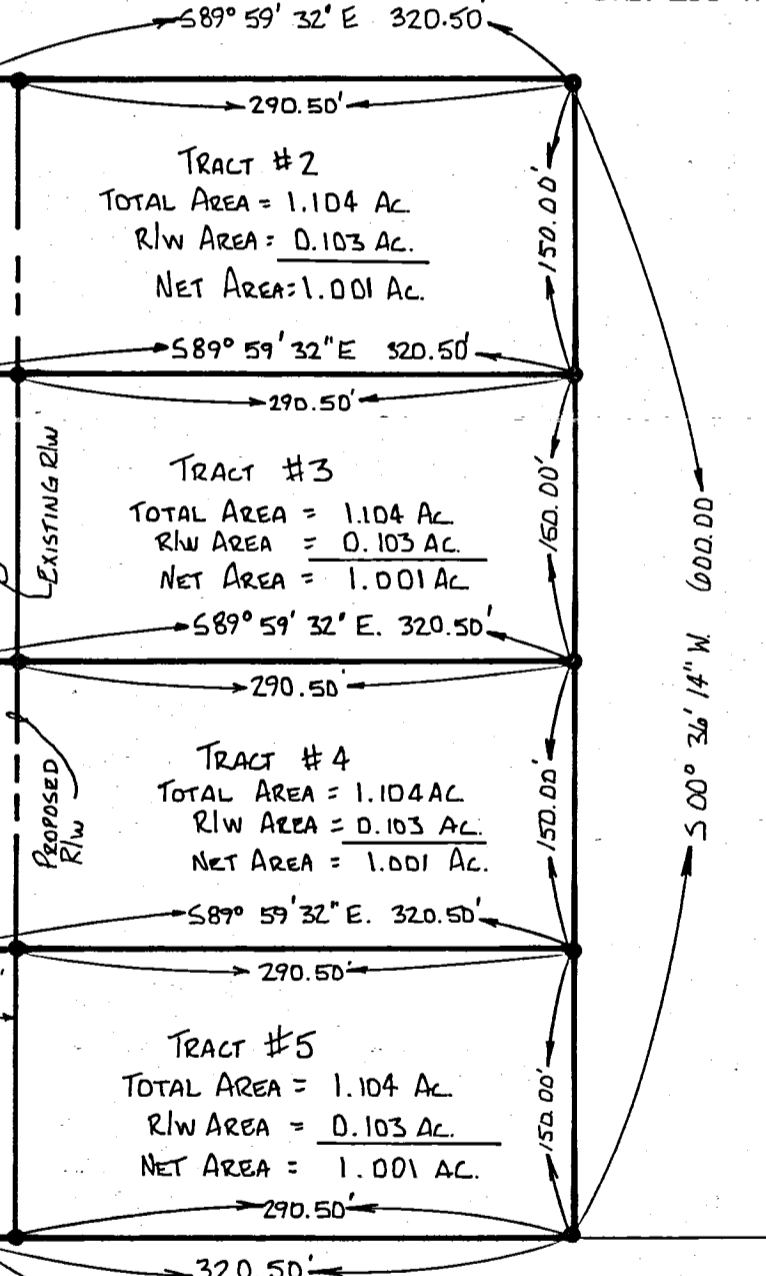 S89° 59' 32" E 320.50
290.50'
TRACT #2
TOTAL AREA = 1.104 AC.
R/W AREA = 0.103 AC.
NET AREA = 1.001 AC.
150.00'
S89° 59' 32" E 320.50'
290.50'
EXISTING R/W
TRACT #3
TOTAL AREA = 1.104 AC
R/W AREA = 0.103 AC.
NET AREA = 1.001 AC
150.00'
S 00° 36' 14" W. 600.00
S89° 59' 32" E. 320.50'
290.50'
PROPOSED
R/W
TRACT #4
TOTAL AREA = 1.104 AC
R/W AREA = 0.103 AC.
NET AREA = 1.001 AC.
150.00'
S89° 59' 32" E. 320.50'
290.50'
TRACT #5
TOTAL AREA = 1.104 AC.
R/W AREA = 0.103 AC.
NET AREA = 1.001 AC.
150.00'
290.50'
320.50'